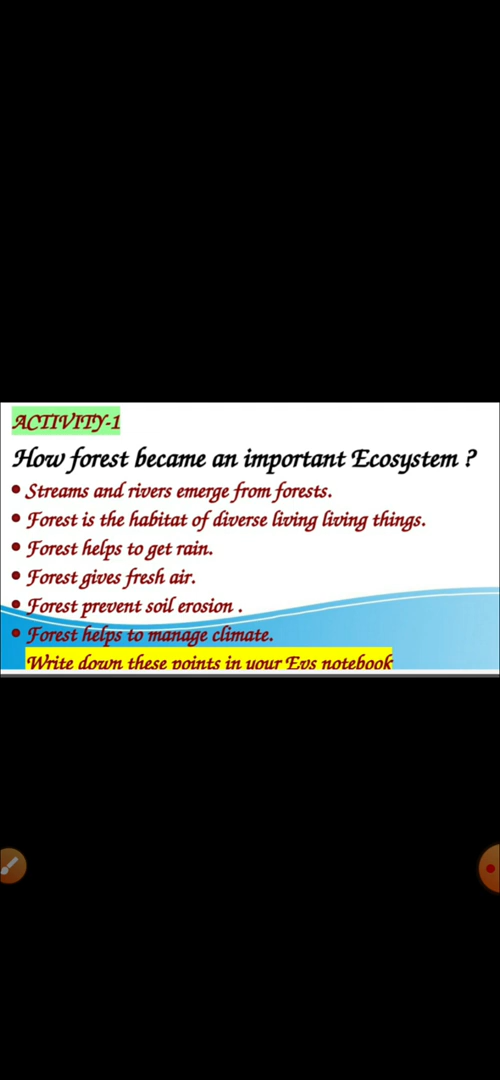 ACTIVITY-1
How forest became an important Ecosystem ?
• Streams and rivers emerge from forests.
• Forest is the habitat of diverse living living things.
• Forest helps to get rain.
• Forest gives fresh air.
• Forest prevent soil erosion .
• Forest helps to manage climate.
Write down these points in your Evs notebook